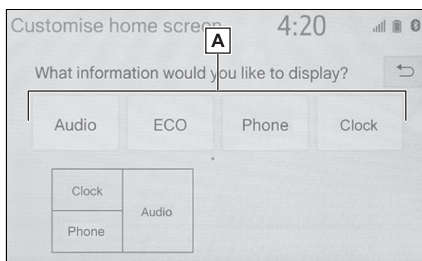 Customise home screen 4:20
A
What information would you like to display?
Audio ECO Phone Clock
Clock
Audio
Phone